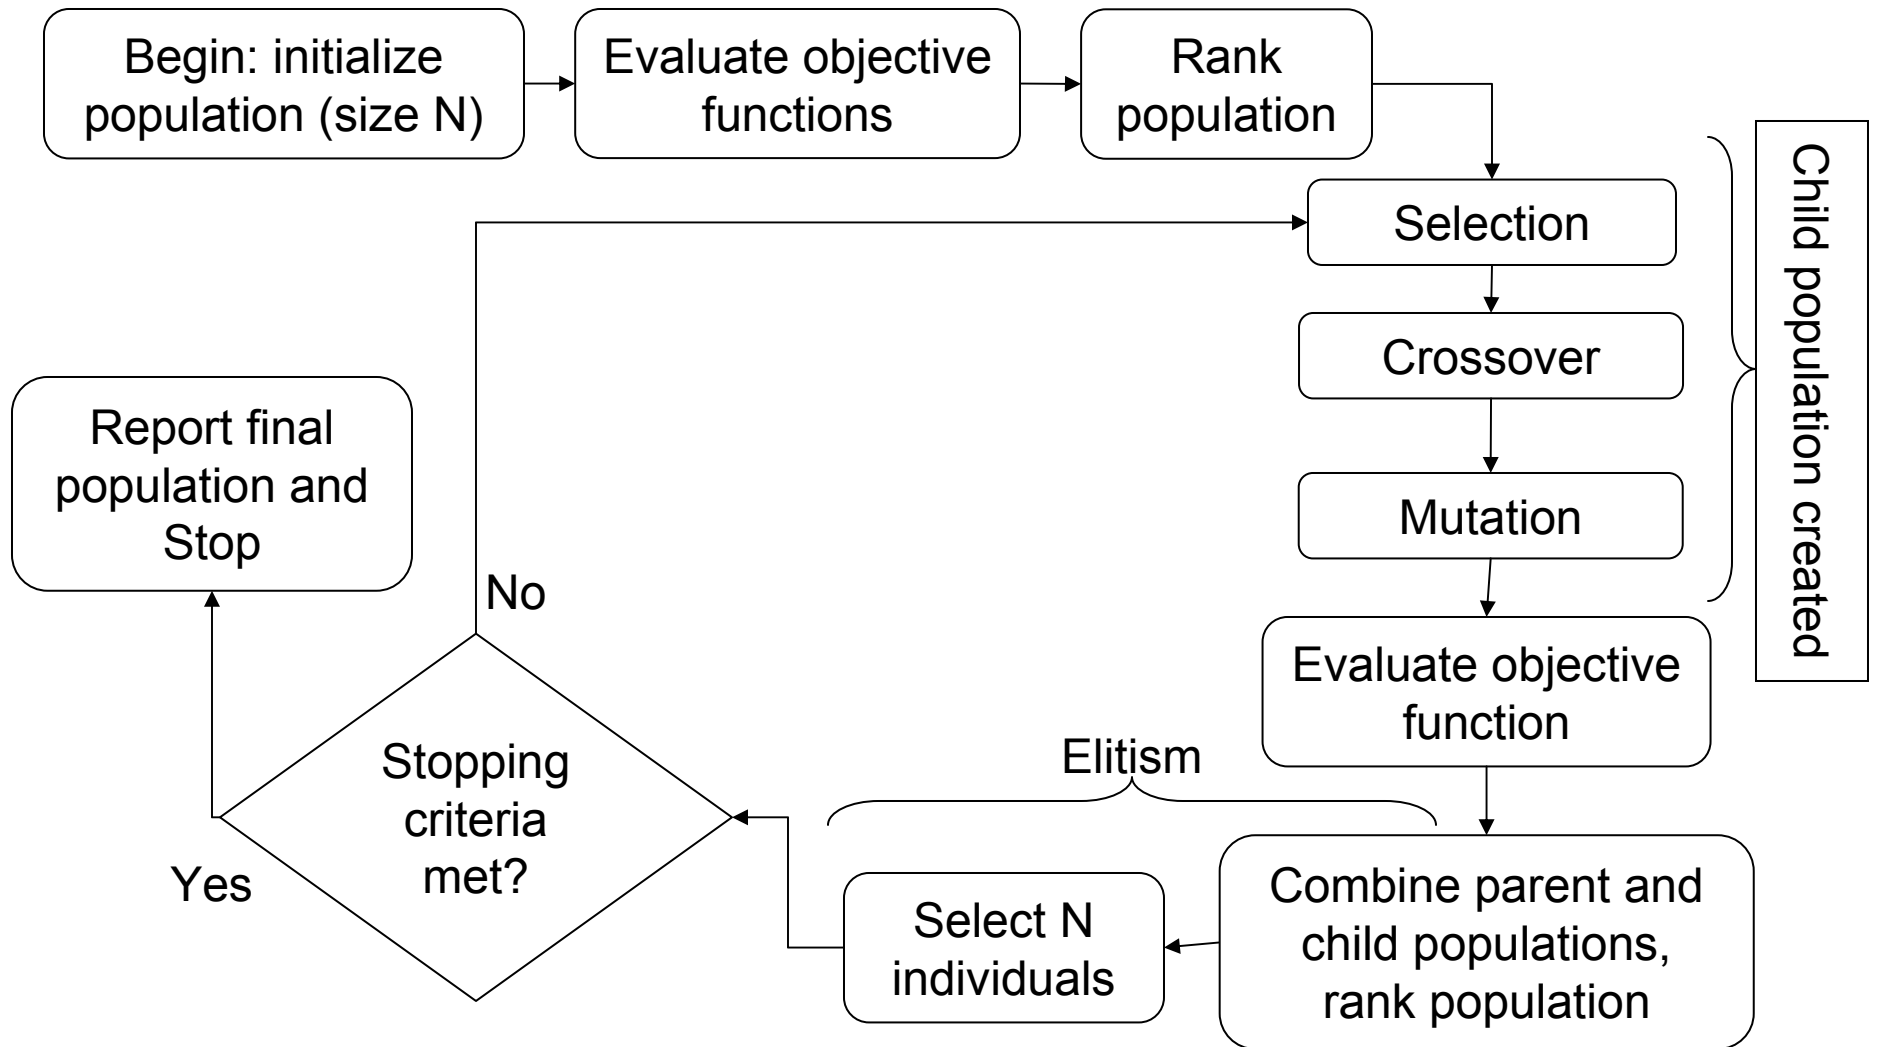 Begin: initialize
population (size N)
Evaluate objective
functions
Rank
population
Selection
Crossover
Mutation
Child population created
Evaluate objective
function
Elitism
Combine parent and
child populations,
rank population
Select N
individuals
Stopping
criteria
met?
No
Yes
Report final
population and
Stop